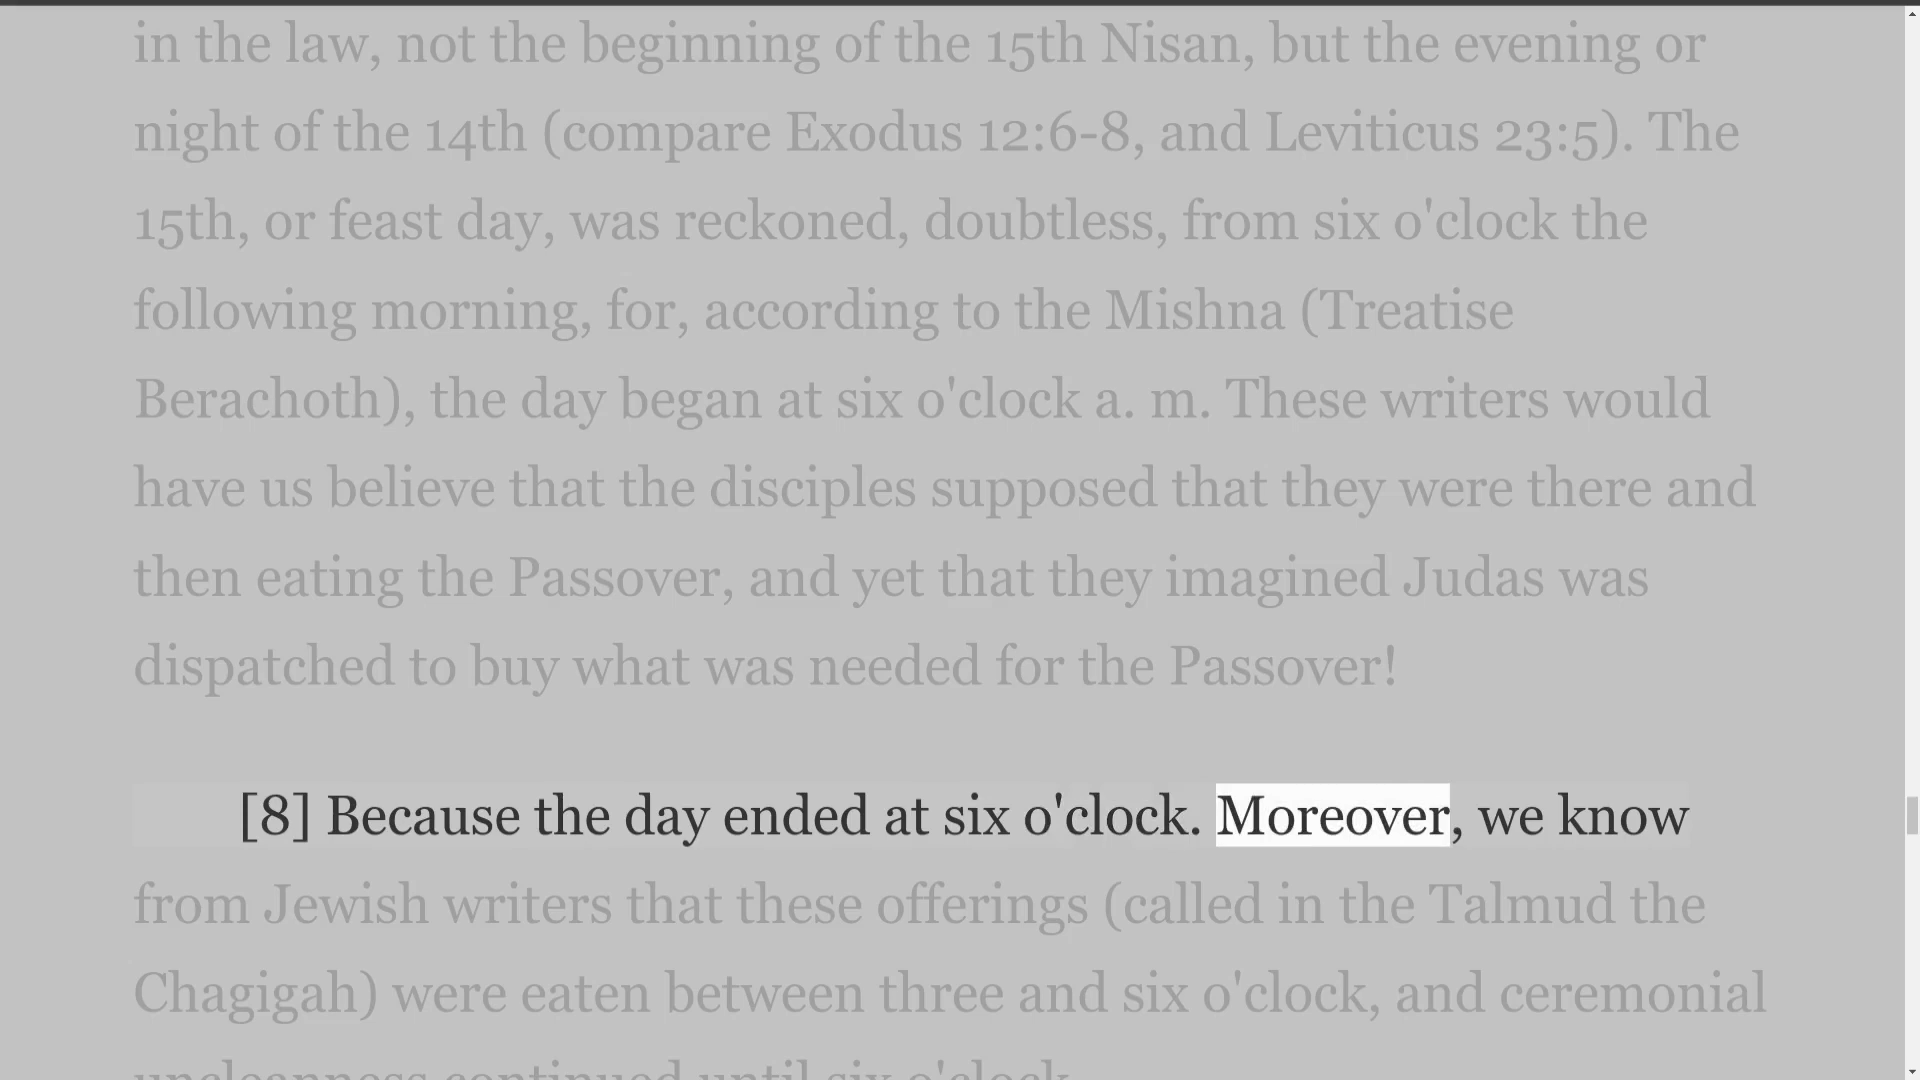 in the law, not the beginning of the 15th Nisan, but the evening or
night of the 14th (compare Exodus 12:6-8, and Leviticus 23:5). The
15th, or feast day, was reckoned, doubtless, from six o'clock the
following morning, for, according to the Mishna (Treatise
Berachoth), the day began at six o'clock a. m. These writers would
have us believe that the disciples supposed that they were there and
then eating the Passover, and yet that they imagined Judas was
dispatched to buy what was needed for the Passover!
[8] Because the day ended at six o'clock. Moreover, we know
from Jewish writers that these offerings (called in the Talmud the
Chagigah) were eaten between three and six o'clock, and ceremonial
uncleanness continued until six o'clock